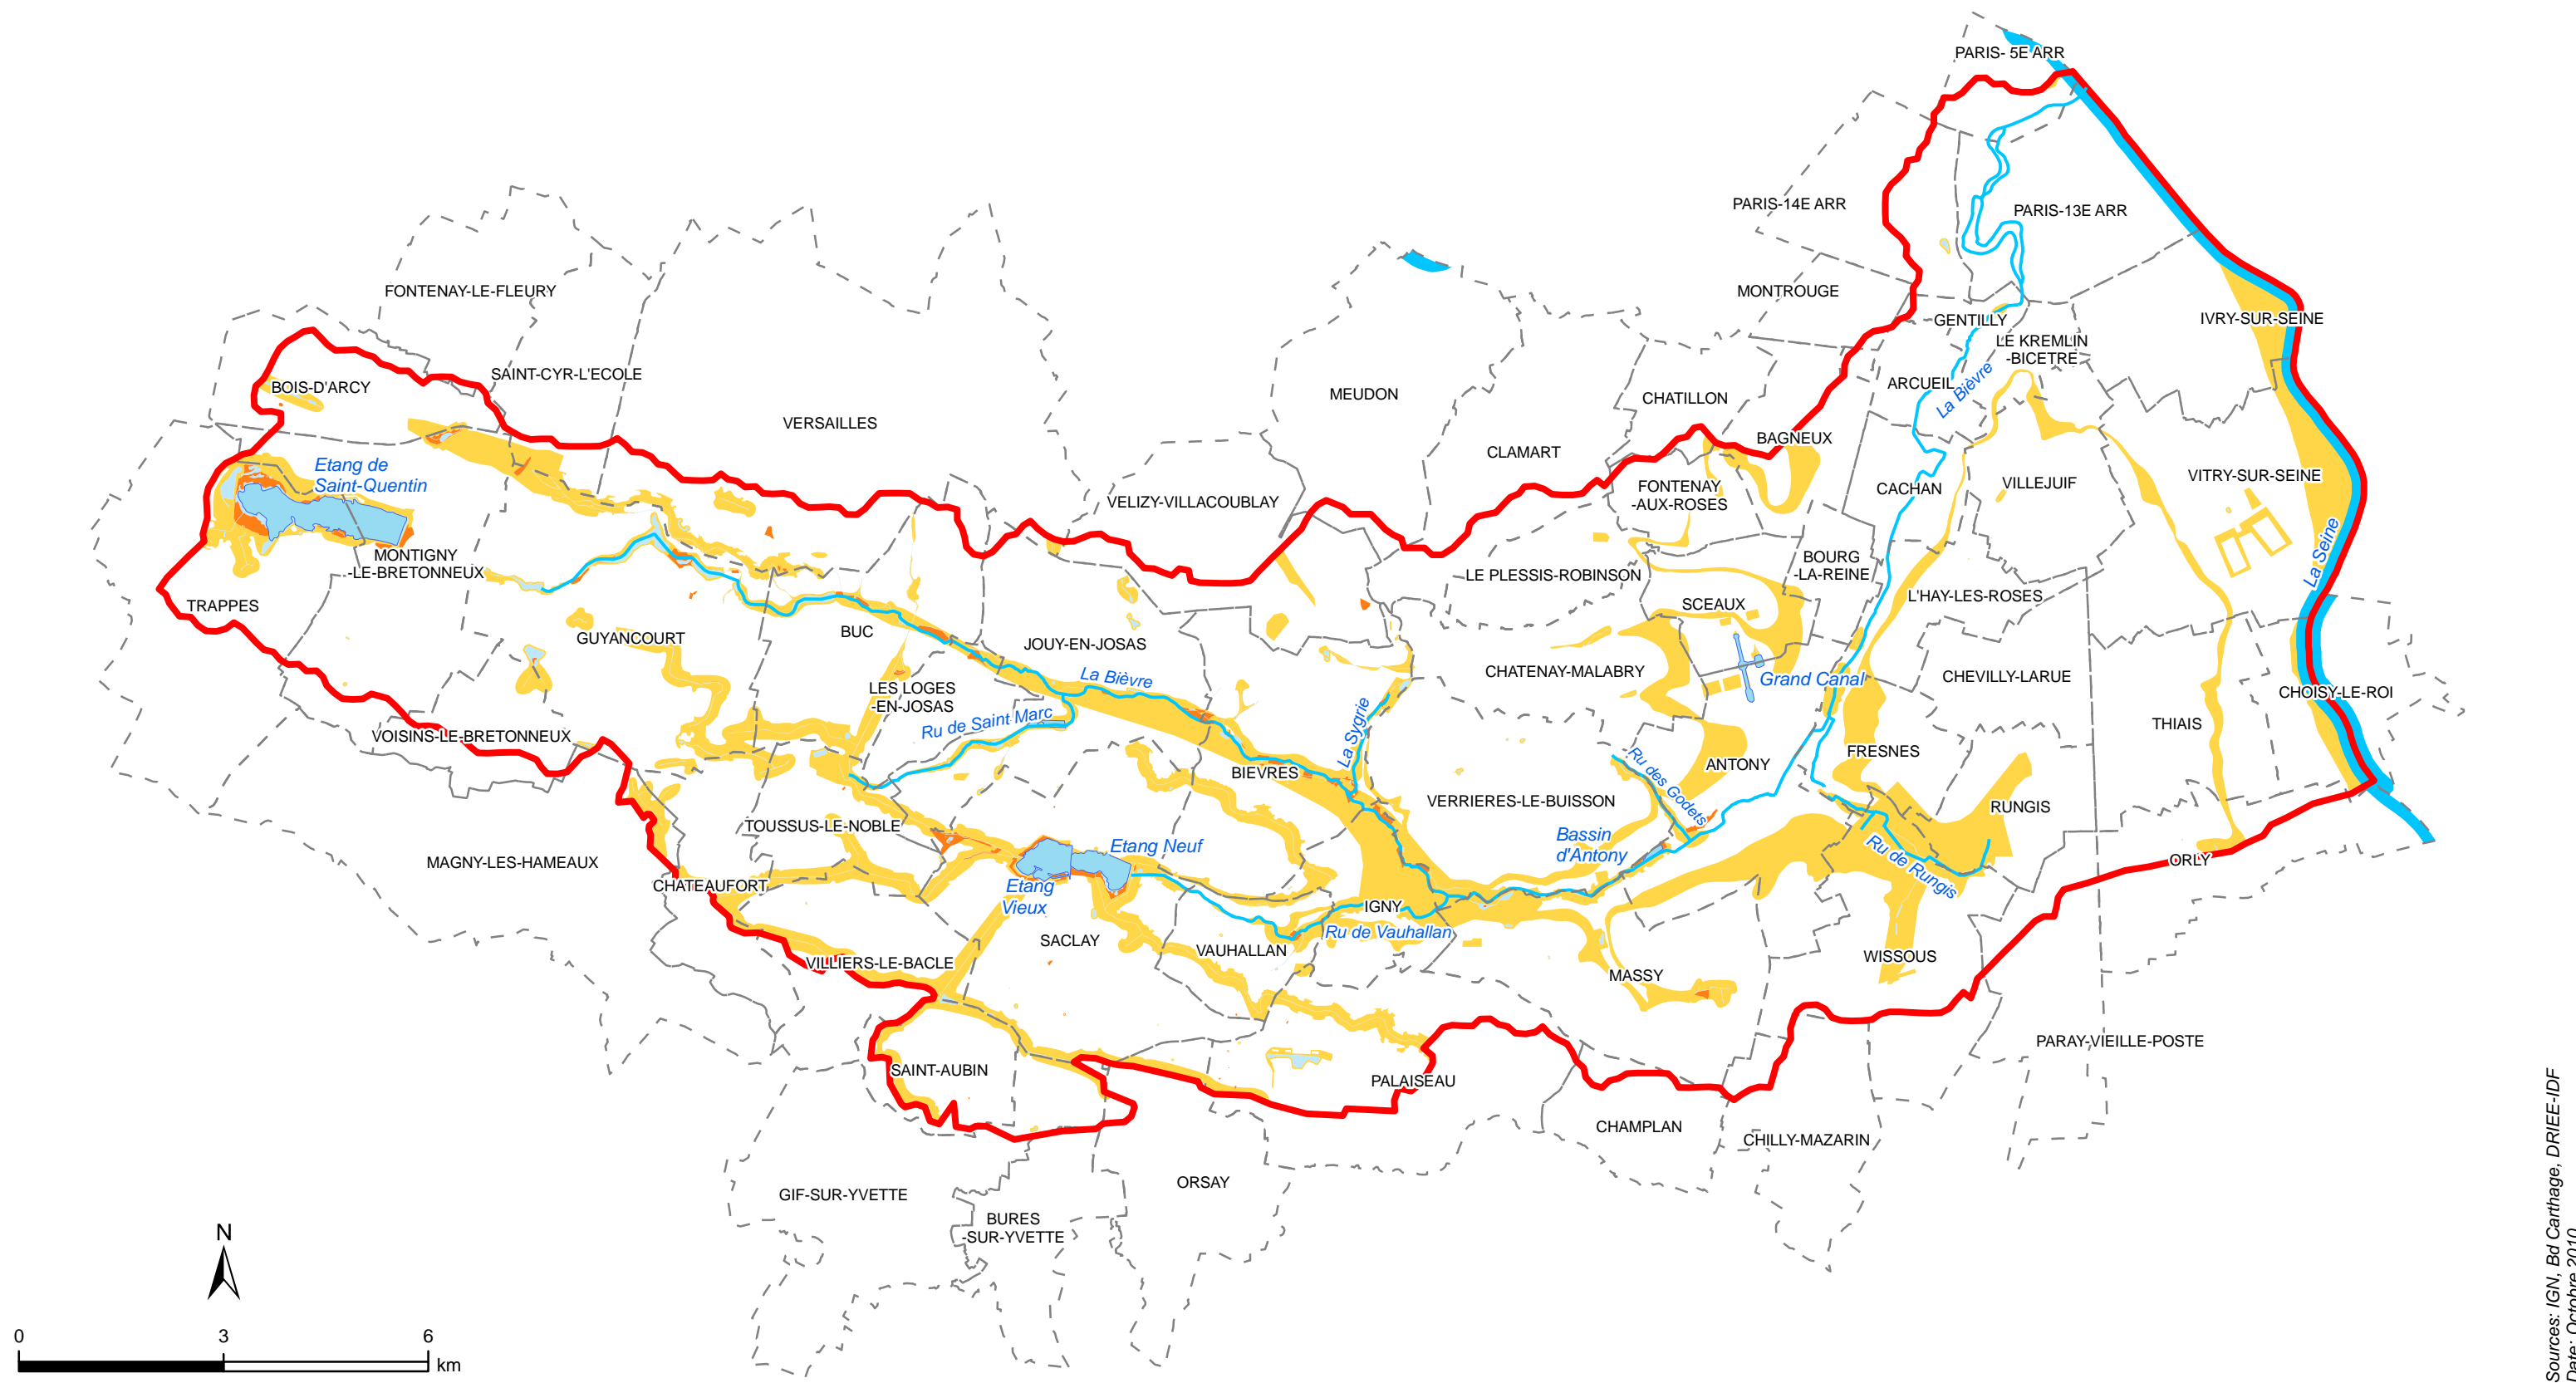 PARIS- 5E ARR
PARIS-14E ARR
PARIS-13E ARR
FONTENAY-LE-FLEURY
MONTROUGE
GENTILLY
IVRY-SUR-SEINE
LE KREMLIN
-BICETRE
SAINT-CYR-L'ECOLE
BOIS-D'ARCY
ARCUEIL
La Bièvre
MEUDON
CHATILLON
VERSAILLES
BAGNEUX
CLAMART
Etang de
Saint-Quentin
VITRY-SUR-SEINE
VILLEJUIF
CACHAN
FONTENAY
-AUX-ROSES
VELIZY-VILLACOUBLAY
La Seine
MONTIGNY
-LE-BRETONNEUX
BOURG
-LA-REINE
LE PLESSIS-ROBINSON
L'HAY-LES-ROSES
TRAPPES
SCEAUX
GUYANCOURT
BUC
JOUY-EN-JOSAS
CHATENAY-MALABRY
La Bièvre
Grand Canal
CHEVILLY-LARUE
LES LOGES
-EN-JOSAS
CHOISY-LE-ROI
Ru de Saint Marc
THIAIS
La Sygrie
VOISINS-LE-BRETONNEUX
FRESNES
ANTONY
BIEVRES
Ru des Godets
VERRIERES-LE-BUISSON
RUNGIS
TOUSSUS-LE-NOBLE
Bassin
d'Antony
Etang Neuf
MAGNY-LES-HAMEAUX
ORLY
Ru de Rungis
CHATEAUFORT
Etang
Vieux
IGNY
Ru de Vauhallan
SACLAY
VAUHALLAN
WISSOUS
VILLIERS-LE-BACLE
MASSY
PARAY-VIEILLE-POSTE
SAINT-AUBIN
PALAISEAU
CHAMPLAN
CHILLY-MAZARIN
ORSAY
GIF-SUR-YVETTE
BURES
-SUR-YVETTE
N
0 3 6
km
Sources: IGN, Bd Carthage, DRIEE-IDF
Date: Octobre 2010